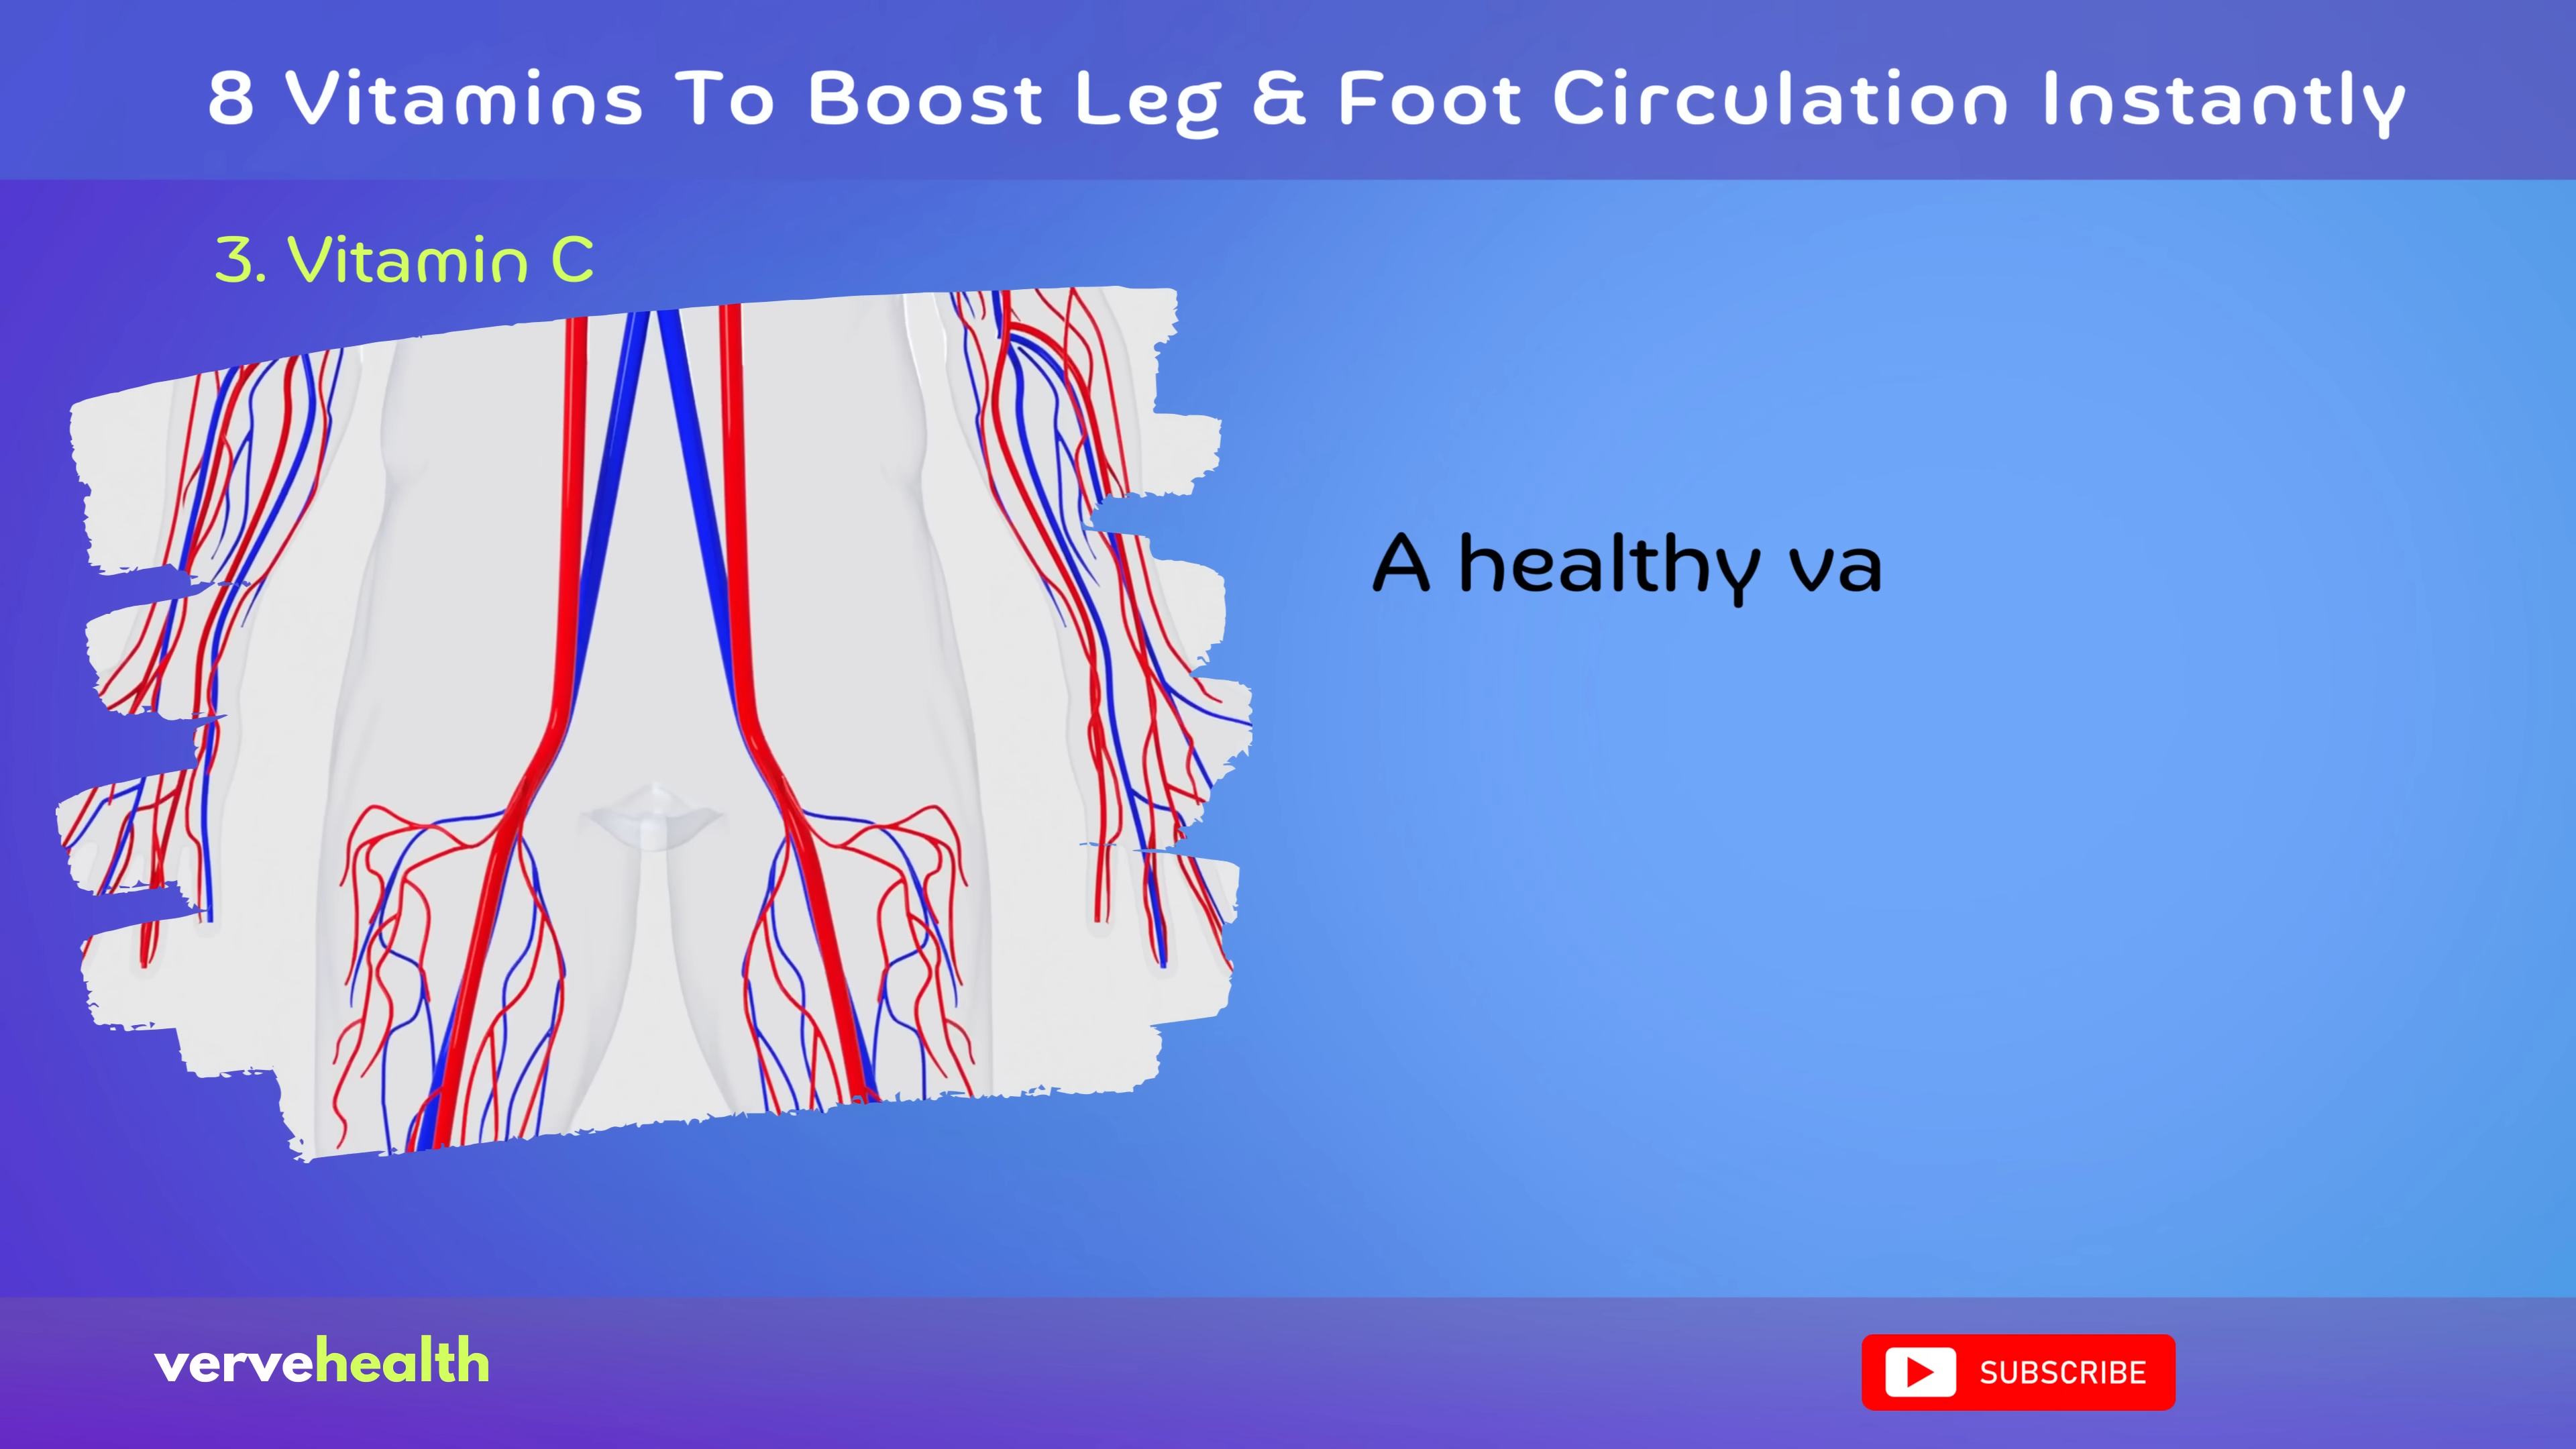 8 Vitamins To Boost Leg & Foot Circulation Instantly
3. Vitamin C
A healthy va
vervehealth
SUBSCRIBE